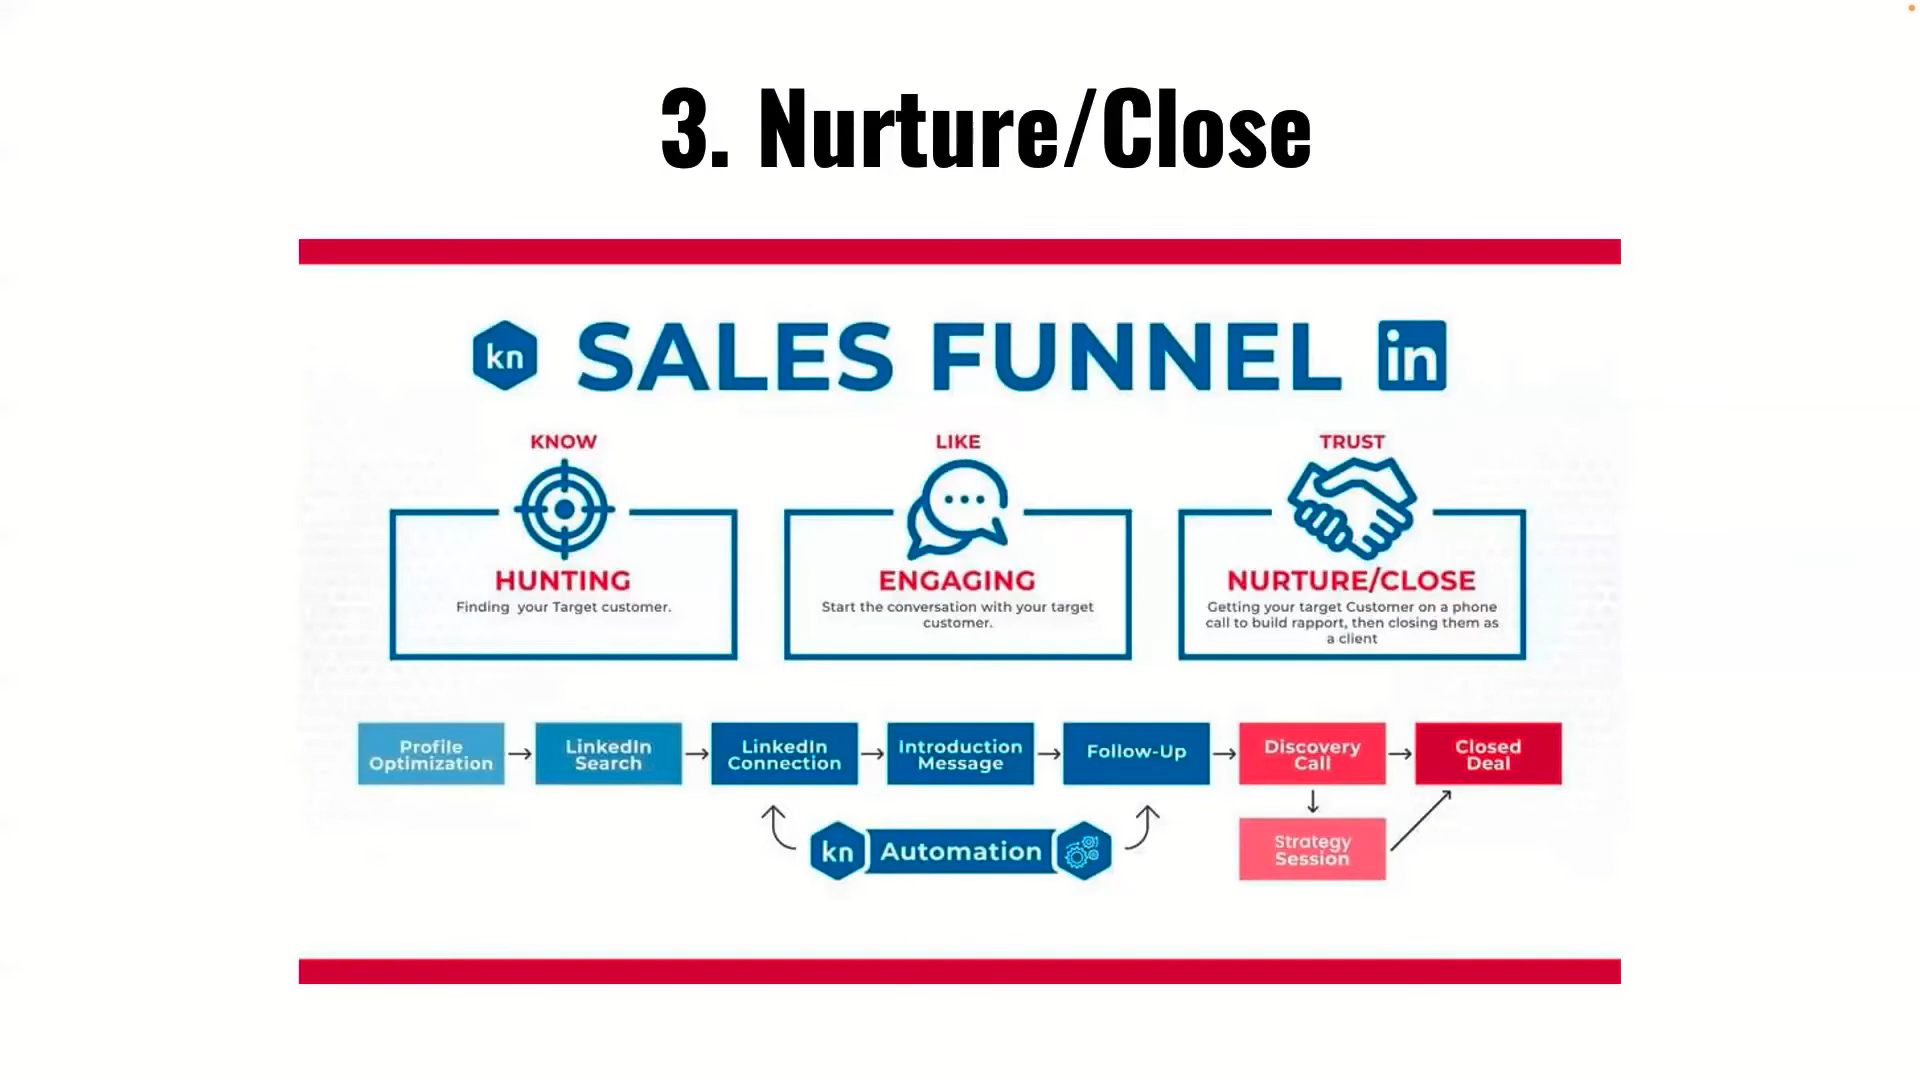 3. Nurture/Close
kn SALES FUNNEL in
KNOW
HUNTING
Finding your Target customer.
LIKE
ENGAGING
Start the conversation with your target
customer.
TRUST
NURTURE/CLOSE
Getting your target Customer on a phone
call to build rapport, then closing them as
a client
Profile
Optimization
LinkedIn
Search
LinkedIn
Connection
Introduction
Message
Follow-Up
Discovery
Call
Closed
Deal
kn Automation
Strategy
Session